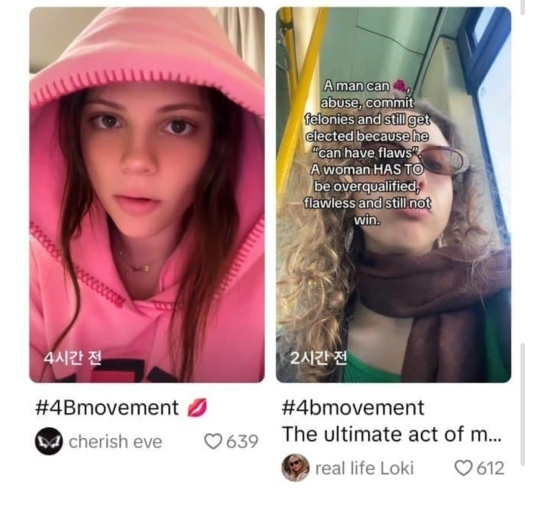 A man can 🍇,
abuse, commit
felonies and still get
elected because he
"can have flaws".
A woman HAS TO
be overqualified,
flawless and still not
win.
4시간 전
2시간 전
#4Bmovement 💋
cherish eve
639
#4bmovement
The ultimate act of m...
real life Loki
612